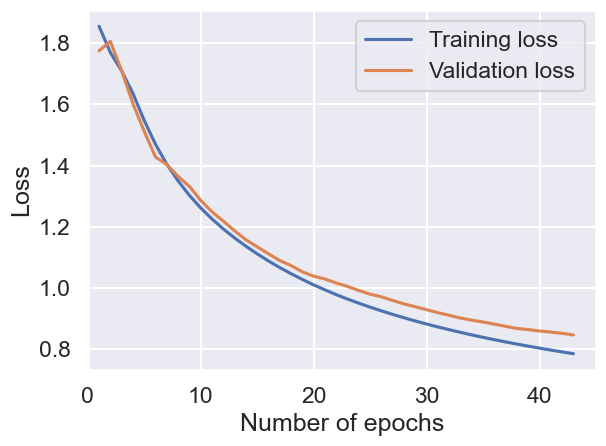 Training loss
Validation loss
1.8
1.6
1.4
1.2
1.0
0.8
Loss
0
10
20
30
40
Number of epochs